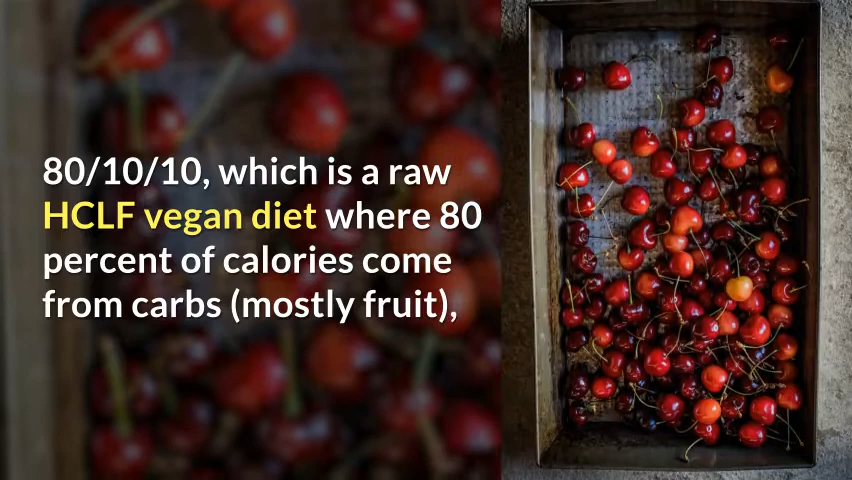 80/10/10, which is a raw
HCLF vegan diet where 80
percent of calories come
from carbs (mostly fruit),